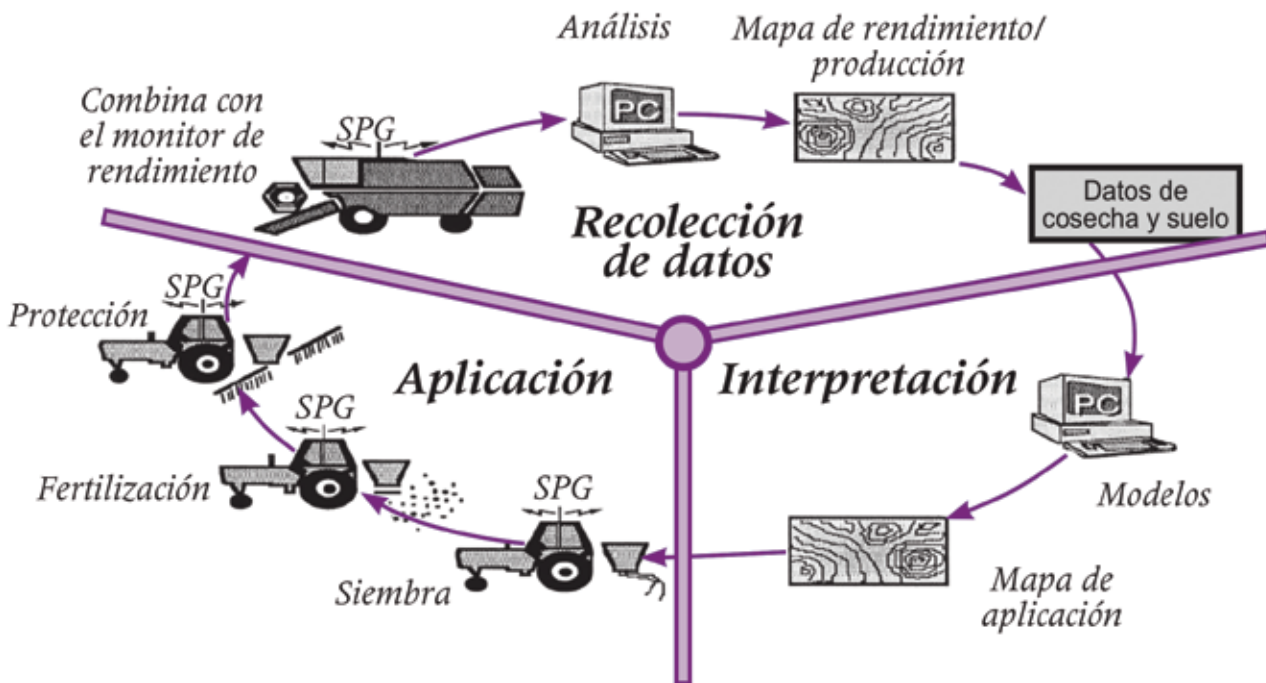 Análisis
Mapa de rendimiento/
producción
Combina con
el monitor de
rendimiento
SPG
PC
Datos de
cosecha y suelo
Recolección
de datos
SPG
Protección
Aplicación
Interpretación
SPG
PC
Fertilización
SPG
Modelos
Siembra
Mapa de
aplicación